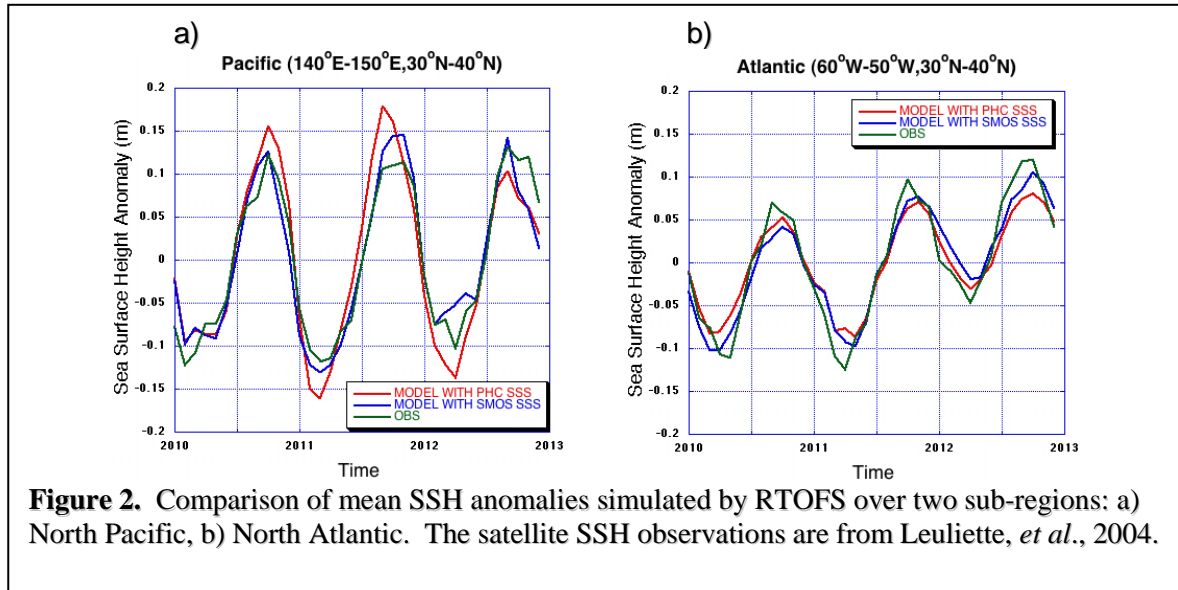 a)
Pacific (140°E-150°E,30°N-40°N)
Sea Surface Height Anomaly (m)
0.2
0.15
0.1
0.05
0
-0.05
-0.1
-0.15
-0.2
MODEL WITH PHC SSS
MODEL WITH SMOS SSS
OBS
2010 2011 2012 2013
Time
b)
Atlantic (60°W-50°W,30°N-40°N)
Sea Surface Height Anomaly (m)
0.2
0.15
0.1
0.05
0
-0.05
-0.1
-0.15
-0.2
MODEL WITH PHC SSS
MODEL WITH SMOS SSS
OBS
2010 2011 2012 2013
Time
Figure 2. Comparison of mean SSH anomalies simulated by RTOFS over two sub-regions: a)
North Pacific, b) North Atlantic. The satellite SSH observations are from Leuliette, et al., 2004.